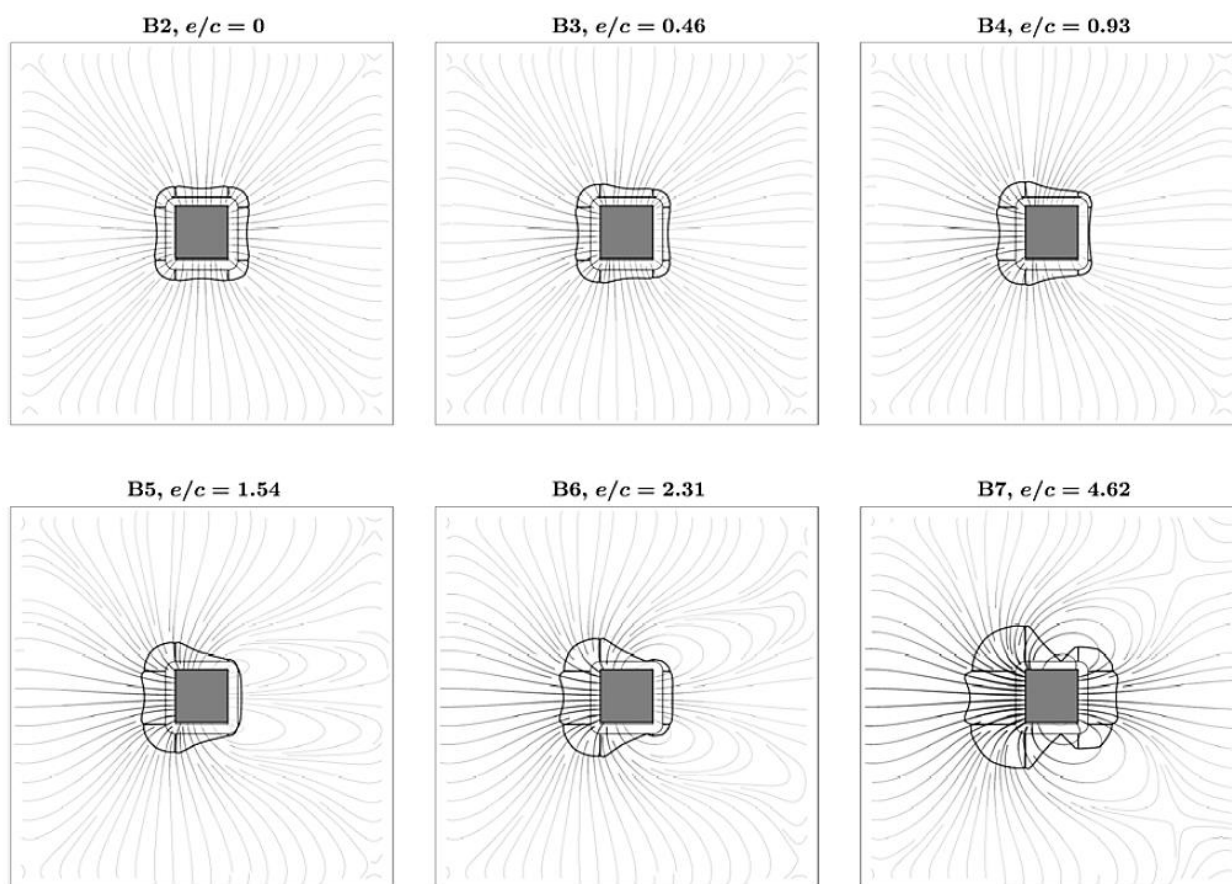 B2, e/c = 0
B3, e/c = 0.46
B4, e/c = 0.93
B5, e/c = 1.54
B6, e/c = 2.31
B7, e/c = 4.62